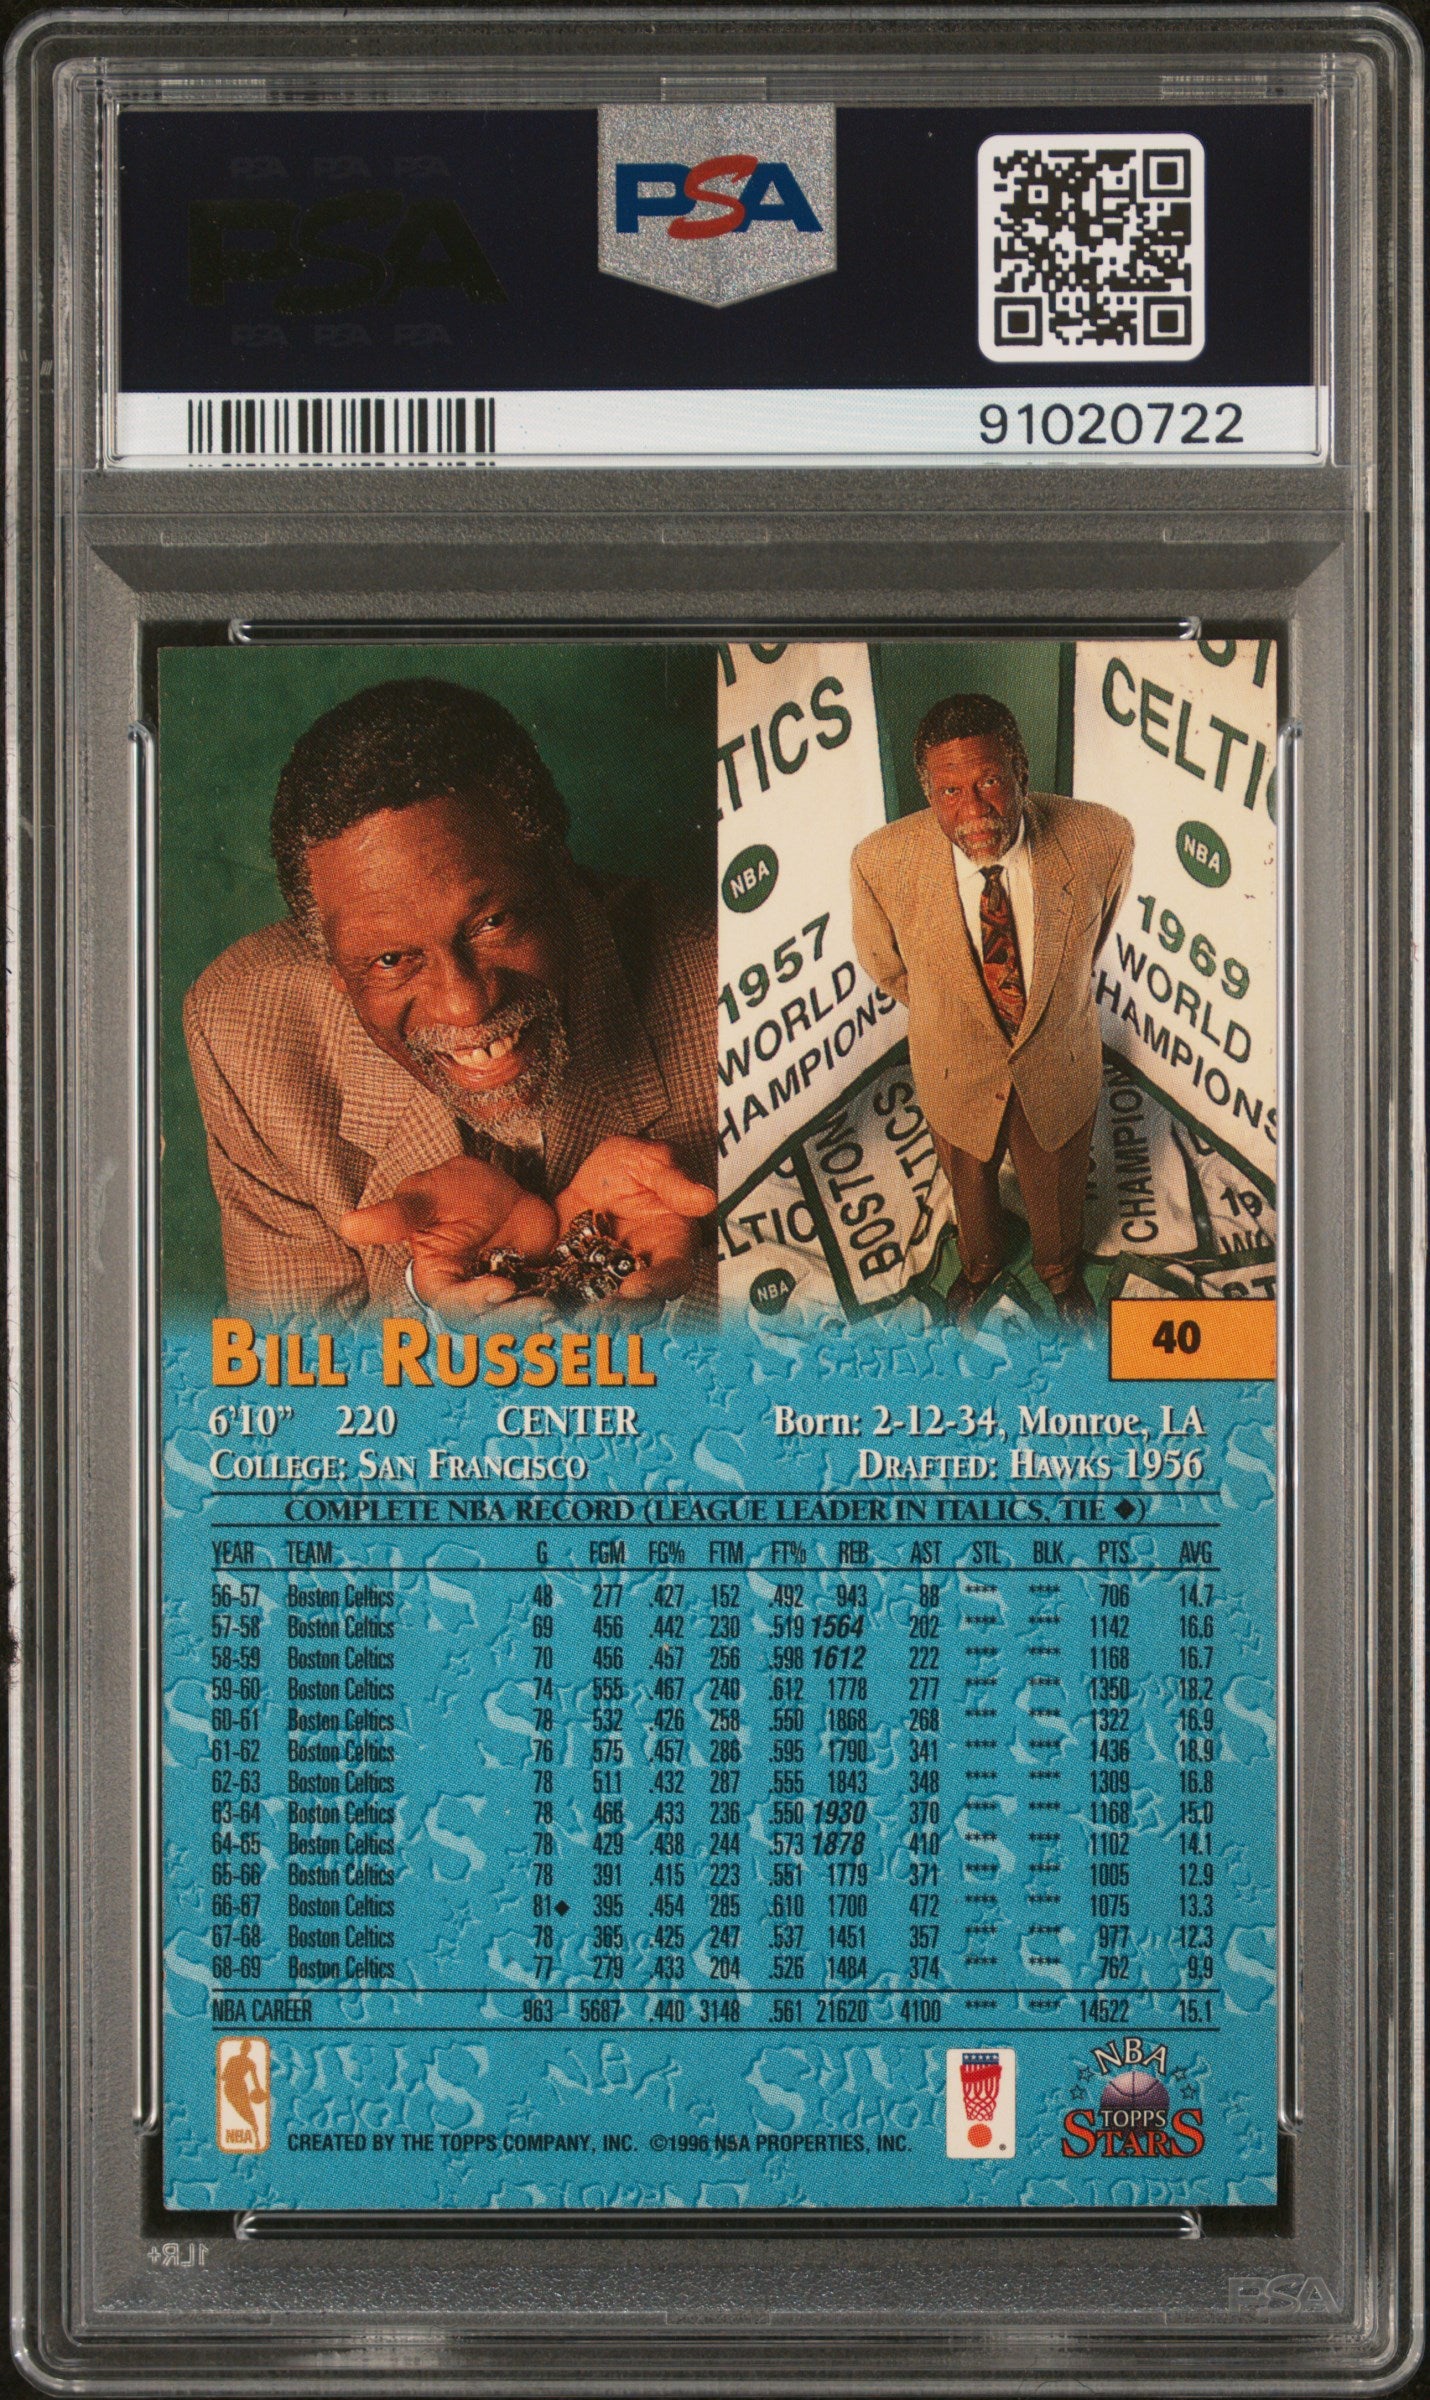 PSA PSA PSA
PSA
PSA PSA PSA
PSA
91020722
CELTICS
NBA
1957
WORLD
CELTI
NBA
1969
WORLD
CHAMPIONS
BOSTON
CHAMPION
NBA
BILL RUSSELL
40
6'10" 220 CENTER Born: 2-12-34, Monroe, LA
COLLEGE: SAN FRANCISCO DRAFTED: HAWKS 1956
COMPLETE NBA RECORD (LEAGUE LEADER IN ITALICS, TIE ◆)
YEAR TEAM G FGM FG% FTM FT% REB AST STL BLK PTS AVG
56-57 Boston Celtics 48 277 .427 152 .492 943 88 **** **** 706 14.7
57-58 Boston Celtics 69 456 .442 230 .519 1564 202 **** **** 1142 16.6
58-59 Boston Celtics 70 456 .457 256 .598 1612 222 **** **** 1168 16.7
59-60 Boston Celtics 74 555 .467 240 .612 1778 277 **** **** 1350 18.2
60-61 Boston Celtics 78 532 .426 258 .550 1868 268 **** **** 1322 16.9
61-62 Boston Celtics 76 575 .457 286 .595 1790 341 **** **** 1436 18.9
62-63 Boston Celtics 78 511 .432 287 .555 1843 348 **** **** 1309 16.8
63-64 Boston Celtics 78 466 .433 236 .550 1930 370 **** **** 1168 15.0
64-65 Boston Celtics 78 429 .438 244 .573 1878 410 **** **** 1102 14.1
65-66 Boston Celtics 78 391 .415 223 .551 1779 371 **** **** 1005 12.9
66-67 Boston Celtics 81◆ 395 .454 285 .610 1700 472 **** **** 1075 13.3
67-68 Boston Celtics 78 365 .425 247 .537 1451 357 **** **** 977 12.3
68-69 Boston Celtics 77 279 .433 204 .526 1484 374 **** **** 762 9.9
NBA CAREER 963 5687 .440 3148 .561 21620 4100 **** **** 14522 15.1
NBA
CREATED BY THE TOPPS COMPANY, INC. ©1996 NBA PROPERTIES, INC.
NBA
TOPPS
STARS
1LR+
PSA